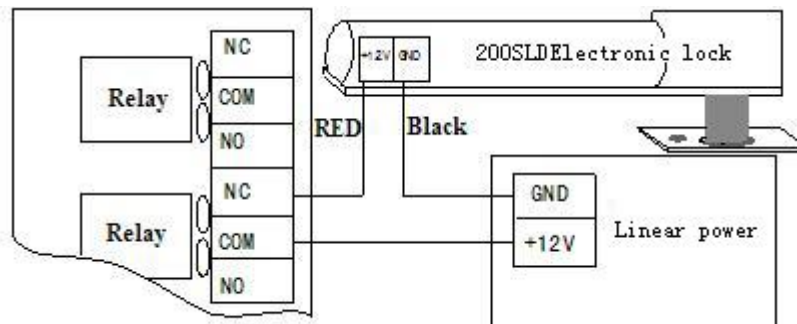 NC
COM
NO
NC
COM
NO
Relay
Relay
RED
Black
+12V
GND
200SLDElectronic lock
GND
+12V
Linear power